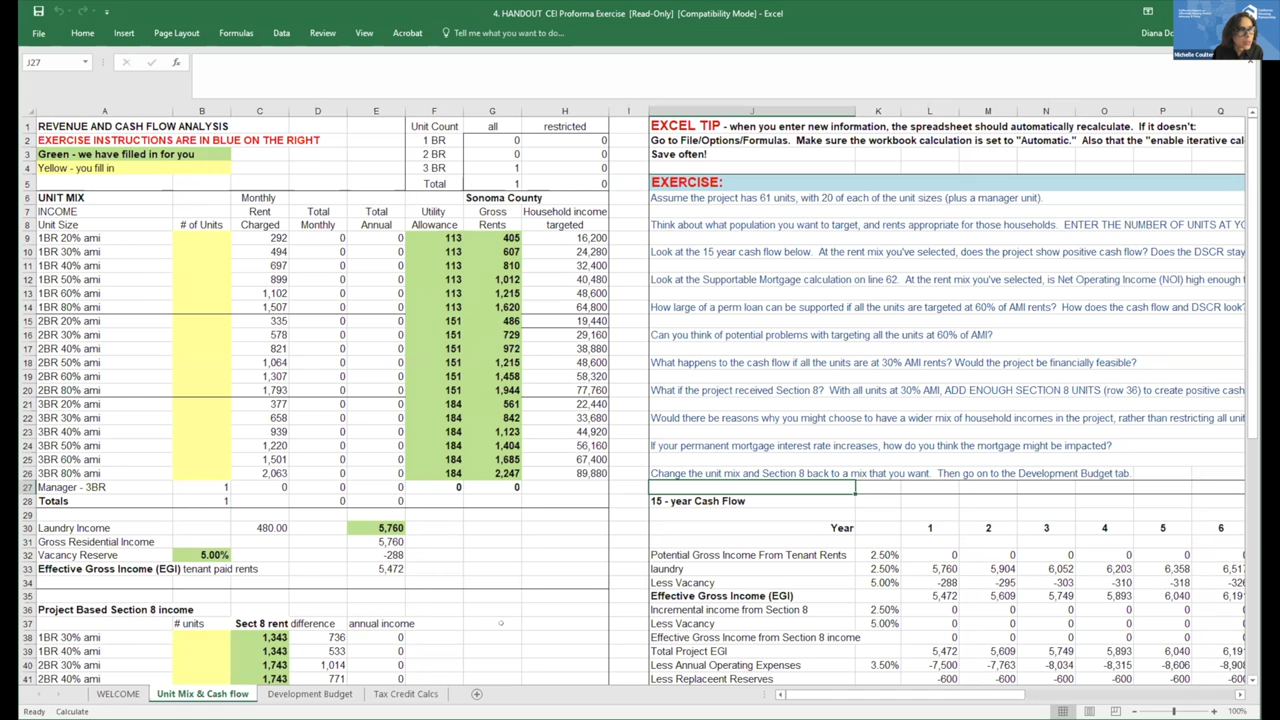 4. HANDOUT CEI Proforma Exercise [Read-Only] [Compatibility Mode] - Excel
File Home Insert Page Layout Formulas Data Review View Acrobat Tell me what you want to do...
Diana Do
Michelle Coulter
J27 fx
A B C D E F G H I J K L M N O P Q
1 REVENUE AND CASH FLOW ANALYSIS Unit Count all restricted
2 EXERCISE INSTRUCTIONS ARE IN BLUE ON THE RIGHT 1 BR 0 0
3 Green - we have filled in for you 2 BR 0 0
4 Yellow - you fill in 3 BR 1 0
5 Total 1 0
6 UNIT MIX Monthly Sonoma County
7 INCOME Rent Total Total Utility Gross Household income
8 Unit Size # of Units Charged Monthly Annual Allowance Rents targeted
9 1BR 20% ami 292 0 0 113 405 16,200
10 1BR 30% ami 494 0 0 113 607 24,280
11 1BR 40% ami 697 0 0 113 810 32,400
12 1BR 50% ami 899 0 0 113 1,012 40,480
13 1BR 60% ami 1,102 0 0 113 1,215 48,600
14 1BR 80% ami 1,507 0 0 113 1,620 64,800
15 2BR 20% ami 335 0 0 151 486 19,440
16 2BR 30% ami 578 0 0 151 729 29,160
17 2BR 40% ami 821 0 0 151 972 38,880
18 2BR 50% ami 1,064 0 0 151 1,215 48,600
19 2BR 60% ami 1,307 0 0 151 1,458 58,320
20 2BR 80% ami 1,793 0 0 151 1,944 77,760
21 3BR 20% ami 377 0 0 184 561 22,440
22 3BR 30% ami 658 0 0 184 842 33,680
23 3BR 40% ami 939 0 0 184 1,123 44,920
24 3BR 50% ami 1,220 0 0 184 1,404 56,160
25 3BR 60% ami 1,501 0 0 184 1,685 67,400
26 3BR 80% ami 2,063 0 0 184 2,247 89,880
27 Manager - 3BR 1 0 0 0 0 0
28 Totals 1 0 0
29
30 Laundry Income 480.00 5,760
31 Gross Residential Income 5,760
32 Vacancy Reserve 5.00% -288
33 Effective Gross Income (EGI) tenant paid rents 5,472
34
35
36 Project Based Section 8 income
37 # units Sect 8 rent difference annual income
38 1BR 30% ami 1,343 736 0
39 1BR 40% ami 1,343 533 0
40 2BR 30% ami 1,743 1,014 0
41 2BR 40% ami 1,743 771 0
EXCEL TIP - when you enter new information, the spreadsheet should automatically recalculate. If it doesn't:
Go to File/Options/Formulas. Make sure the workbook calculation is set to "Automatic." Also that the "enable iterative cal
Save often!
EXERCISE:
Assume the project has 61 units, with 20 of each of the unit sizes (plus a manager unit).
Think about what population you want to target, and rents appropriate for those households. ENTER THE NUMBER OF UNITS AT YO
Look at the 15 year cash flow below. At the rent mix you've selected, does the project show positive cash flow? Does the DSCR stay
Look at the Supportable Mortgage calculation on line 62. At the rent mix you've selected, is Net Operating Income (NOI) high enough t
How large of a perm loan can be supported if all the units are targeted at 60% of AMI rents? How does the cash flow and DSCR look?
Can you think of potential problems with targeting all the units at 60% of AMI?
What happens to the cash flow if all the units are at 30% AMI rents? Would the project be financially feasible?
What if the project received Section 8? With all units at 30% AMI, ADD ENOUGH SECTION 8 UNITS (row 36) to create positive cash
Would there be reasons why you might choose to have a wider mix of household incomes in the project, rather than restricting all unit
If your permanent mortgage interest rate increases, how do you think the mortgage might be impacted?
Change the unit mix and Section 8 back to a mix that you want. Then go on to the Development Budget tab.
15 - year Cash Flow
Year 1 2 3 4 5 6
Potential Gross Income From Tenant Rents 2.50% 0 0 0 0 0 0
laundry 2.50% 5,760 5,904 6,052 6,203 6,358 6,517
Less Vacancy 5.00% -288 -295 -303 -310 -318 -326
Effective Gross Income (EGI) 5,472 5,609 5,749 5,893 6,040 6,191
Incremental income from Section 8 2.50% 0 0 0 0 0 0
Less Vacancy 5.00% 0 0 0 0 0 0
Effective Gross Income from Section 8 income 0 0 0 0 0 0
Total Project EGI 5,472 5,609 5,749 5,893 6,040 6,191
Less Annual Operating Expenses 3.50% -7,500 -7,763 -8,034 -8,315 -8,606 -8,908
Less Replacent Reserves -600 -600 -600 -600 -600 -600
WELCOME Unit Mix & Cash flow Development Budget Tax Credit Calcs
Ready Calculate 100%